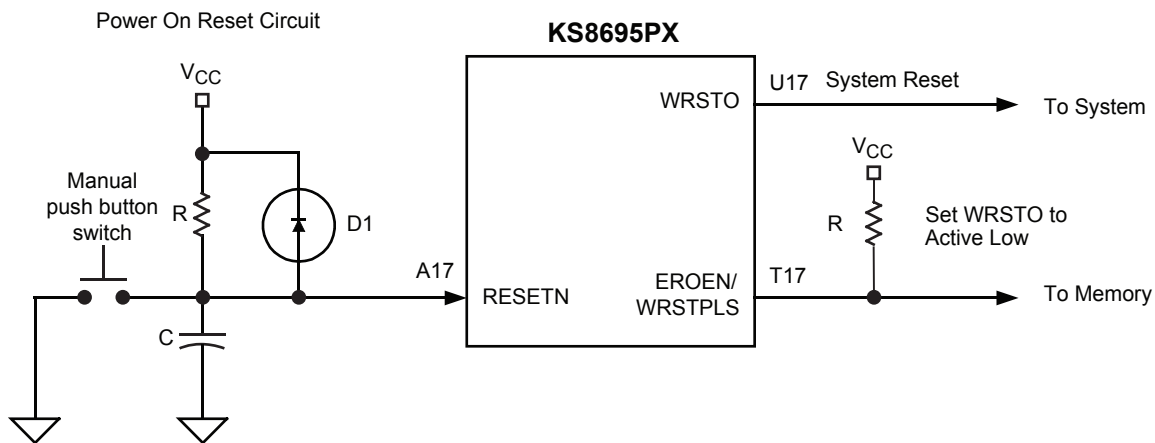 Power On Reset Circuit
KS8695PX
VCC
U17
System Reset
WRSTO
To System
VCC
Manual
push button
switch
R
D1
R
Set WRSTO to
Active Low
A17
RESETN
EROEN/
WRSTPLS
T17
To Memory
C